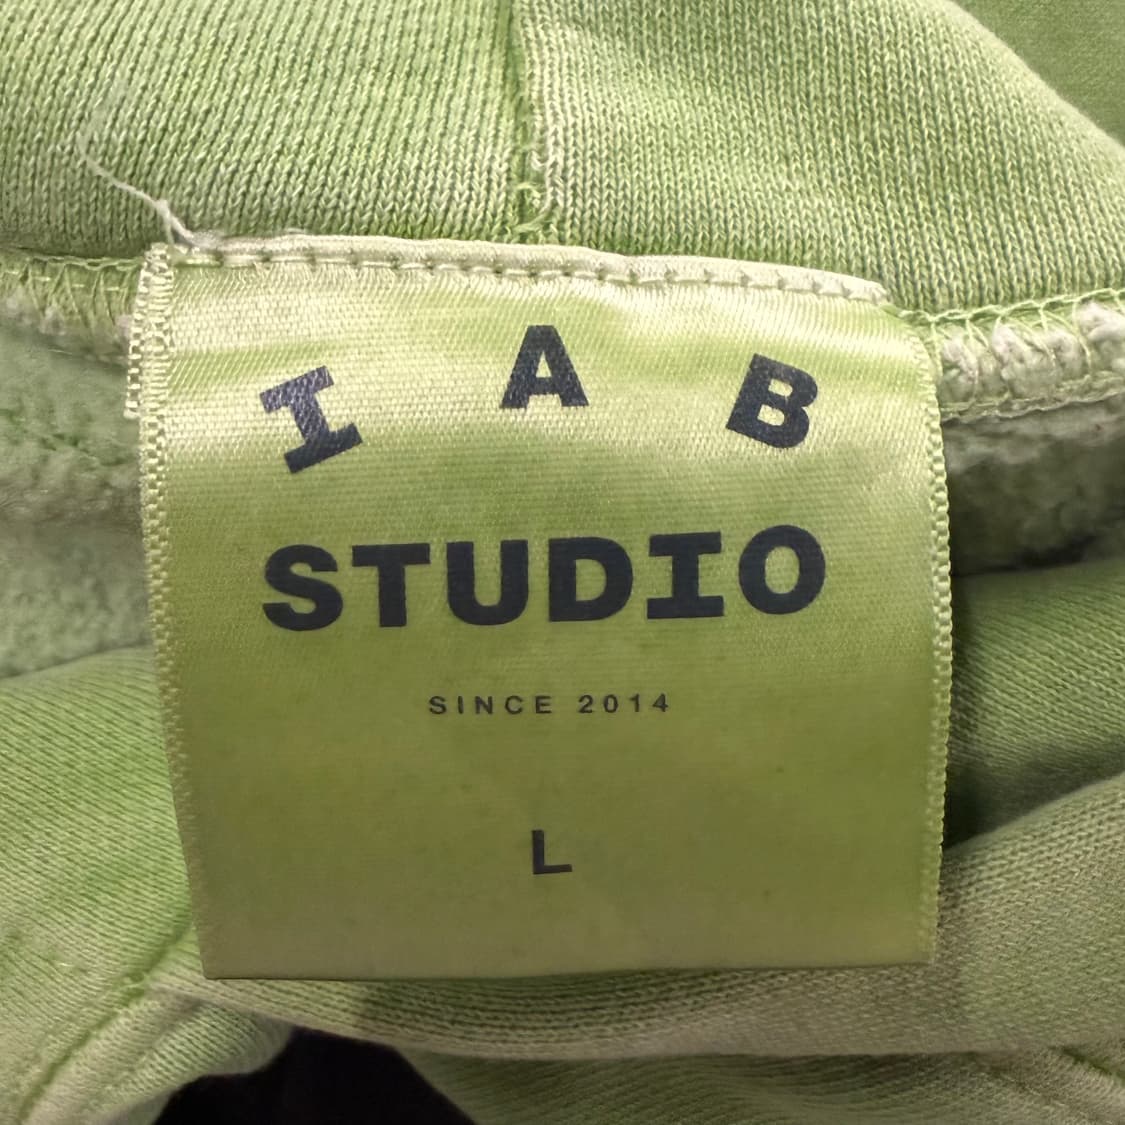 I A B
STUDIO
SINCE 2014
L